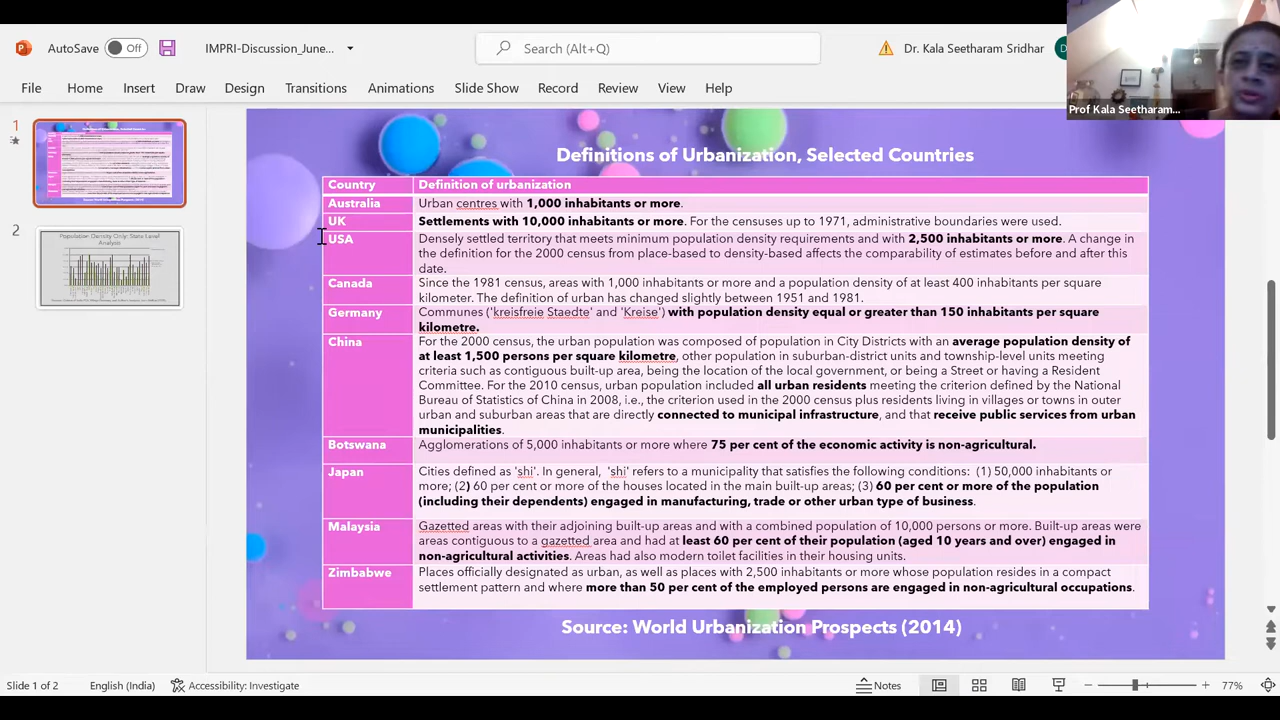 AutoSave
Off
IMPRI-Discussion_June...
Search (Alt+Q)
Dr. Kala Seetharam Sridhar
Prof Kala Seetharam...
File Home Insert Draw Design Transitions Animations Slide Show Record Review View Help
1
2
Population Density Only: State Level
Analysis
Definitions of Urbanization, Selected Countries
Country Definition of urbanization
Australia Urban centres with 1,000 inhabitants or more.
UK Settlements with 10,000 inhabitants or more. For the censuses up to 1971, administrative boundaries were used.
USA Densely settled territory that meets minimum population density requirements and with 2,500 inhabitants or more. A change in
the definition for the 2000 census from place-based to density-based affects the comparability of estimates before and after this
date.
Canada Since the 1981 census, areas with 1,000 inhabitants or more and a population density of at least 400 inhabitants per square
kilometer. The definition of urban has changed slightly between 1951 and 1981.
Germany Communes ('kreisfreie Staedte' and 'Kreise') with population density equal or greater than 150 inhabitants per square
kilometre.
China For the 2000 census, the urban population was composed of population in City Districts with an average population density of
at least 1,500 persons per square kilometre, other population in suburban-district units and township-level units meeting
criteria such as contiguous built-up area, being the location of the local government, or being a Street or having a Resident
Committee. For the 2010 census, urban population included all urban residents meeting the criterion defined by the National
Bureau of Statistics of China in 2008, i.e., the criterion used in the 2000 census plus residents living in villages or towns in outer
urban and suburban areas that are directly connected to municipal infrastructure, and that receive public services from urban
municipalities.
Botswana Agglomerations of 5,000 inhabitants or more where 75 per cent of the economic activity is non-agricultural.
Japan Cities defined as 'shi'. In general, 'shi' refers to a municipality that satisfies the following conditions: (1) 50,000 inhabitants or
more; (2) 60 per cent or more of the houses located in the main built-up areas; (3) 60 per cent or more of the population
(including their dependents) engaged in manufacturing, trade or other urban type of business.
Malaysia Gazetted areas with their adjoining built-up areas and with a combined population of 10,000 persons or more. Built-up areas were
areas contiguous to a gazetted area and had at least 60 per cent of their population (aged 10 years and over) engaged in
non-agricultural activities. Areas had also modern toilet facilities in their housing units.
Zimbabwe Places officially designated as urban, as well as places with 2,500 inhabitants or more whose population resides in a compact
settlement pattern and where more than 50 per cent of the employed persons are engaged in non-agricultural occupations.
Source: World Urbanization Prospects (2014)
Slide 1 of 2 English (India) Accessibility: Investigate Notes 77%